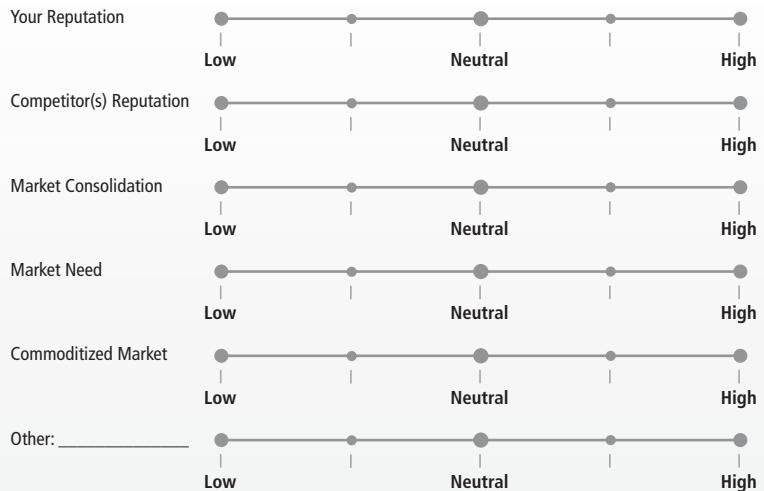 Your Reputation
Low Neutral High
Competitor(s) Reputation
Low Neutral High
Market Consolidation
Low Neutral High
Market Need
Low Neutral High
Commoditized Market
Low Neutral High
Other: ______________
Low Neutral High